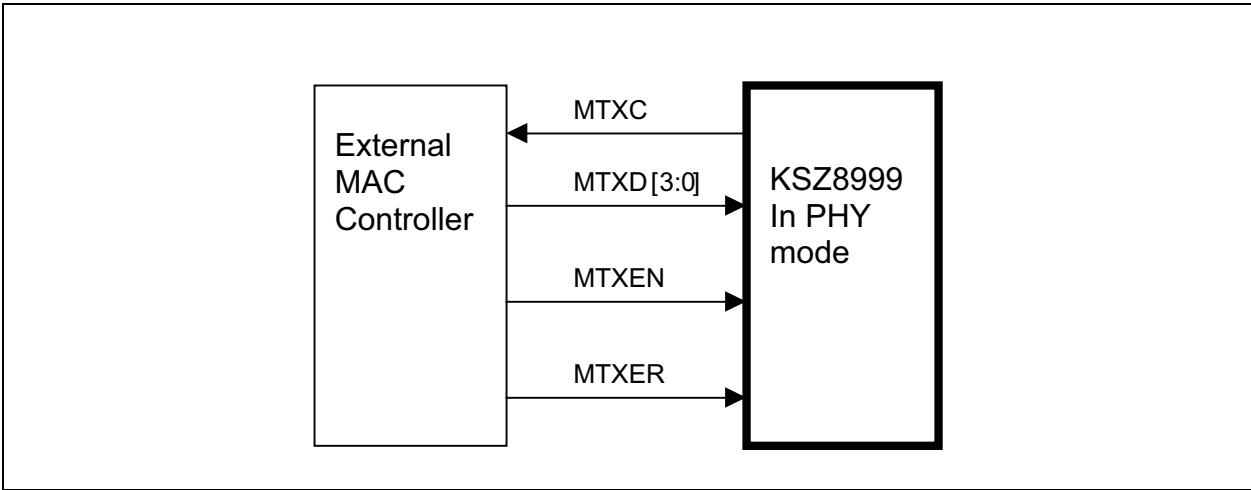 External
MAC
Controller
MTXC
MTXD[3:0]
MTXEN
MTXER
KSZ8999
In PHY
mode